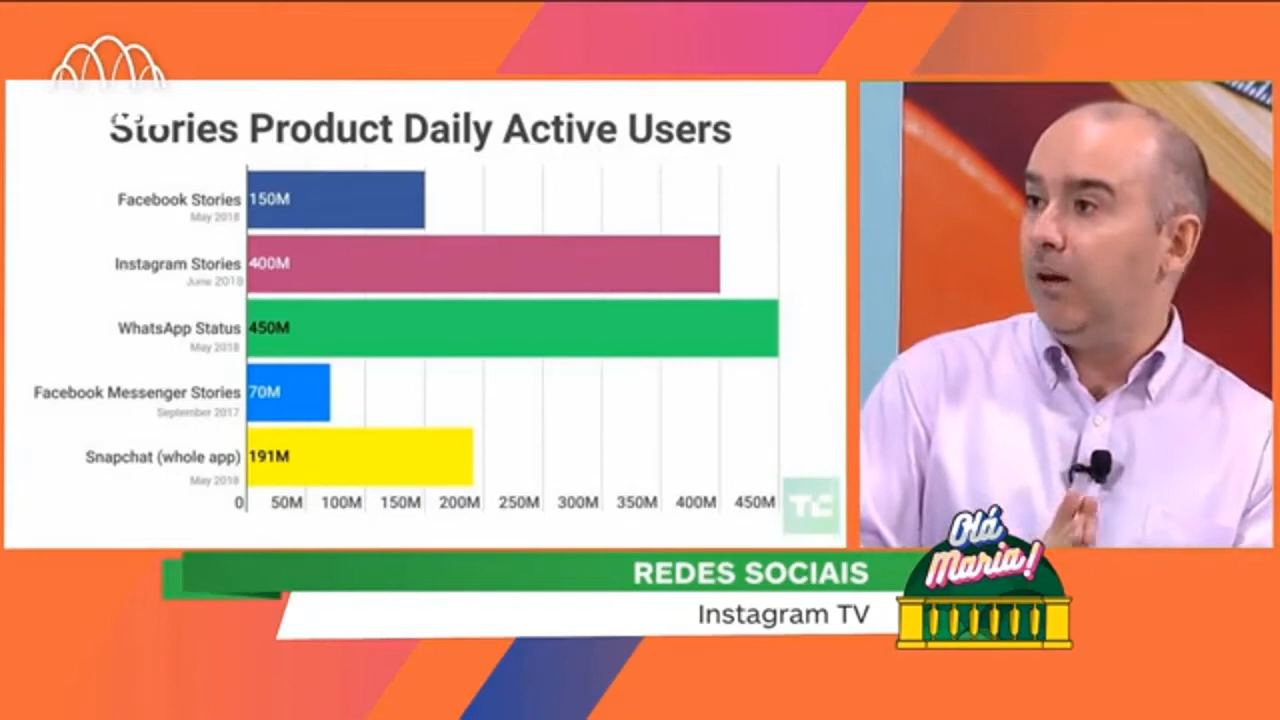 Stories Product Daily Active Users
Facebook Stories 150M
May 2018
Instagram Stories 400M
June 2018
WhatsApp Status 450M
May 2018
Facebook Messenger Stories 70M
September 2017
Snapchat (whole app) 191M
May 2018
0 50M 100M 150M 200M 250M 300M 350M 400M 450M
TC
REDES SOCIAIS
Instagram TV
Olá
Maria!